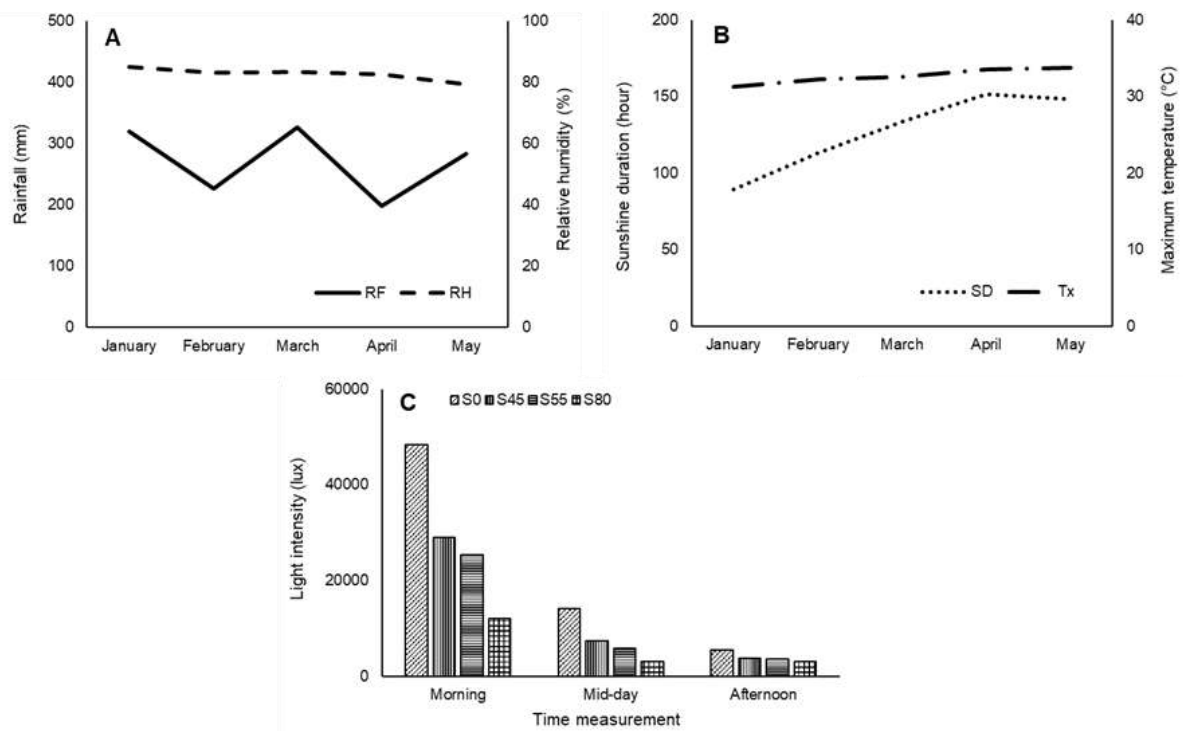 A
Rainfall (mm)
500
400
300
200
100
0
Relative humidity (%)
100
80
60
40
20
0
RF RH
January February March April May
B
Sunshine duration (hour)
200
150
100
50
0
Maximum temperature (°C)
40
30
20
10
0
SD Tx
January February March April May
C
S0 S45 S55 S80
Light intensity (lux)
60000
40000
20000
0
Morning Mid-day Afternoon
Time measurement